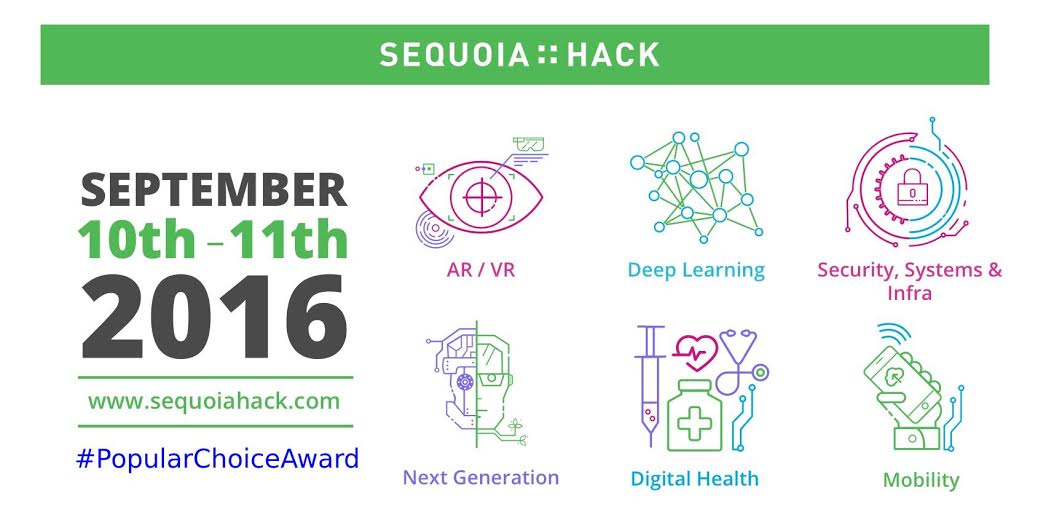 SEQUOIA::HACK
SEPTEMBER
10th – 11th
2016
www.sequoiahack.com
#PopularChoiceAward
AR / VR
Deep Learning
Security, Systems &
Infra
Next Generation
Digital Health
Mobility